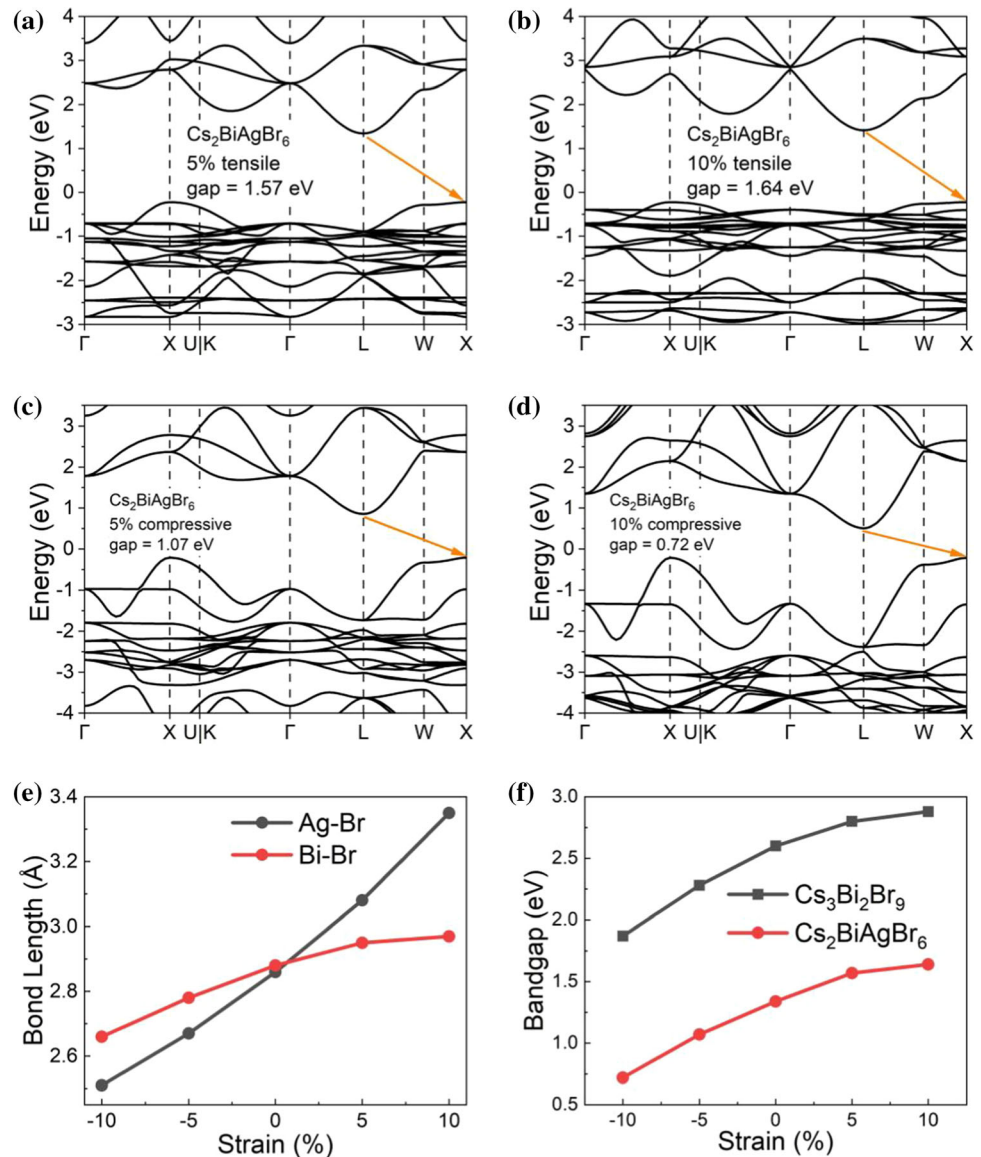 (a)
4
3
2
1
0
-1
-2
-3
Energy (eV)
Cs₂BiAgBr₆
5% tensile
gap = 1.57 eV
Γ X U|K Γ L W X
(b)
4
3
2
1
0
-1
-2
-3
Energy (eV)
Cs₂BiAgBr₆
10% tensile
gap = 1.64 eV
Γ X U|K Γ L W X
(c)
3
2
1
0
-1
-2
-3
-4
Energy (eV)
Cs₂BiAgBr₆
5% compressive
gap = 1.07 eV
Γ X U|K Γ L W X
(d)
3
2
1
0
-1
-2
-3
-4
Energy (eV)
Cs₂BiAgBr₆
10% compressive
gap = 0.72 eV
Γ X U|K Γ L W X
(e)
3.4
3.2
3.0
2.8
2.6
Bond Length (Å)
Ag-Br
Bi-Br
-10 -5 0 5 10
Strain (%)
(f)
3.0
2.5
2.0
1.5
1.0
0.5
Bandgap (eV)
Cs₃Bi₂Br₉
Cs₂BiAgBr₆
-10 -5 0 5 10
Strain (%)